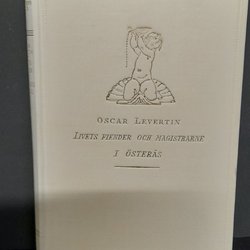 OSCAR LEVERTIN
LIVETS FIENDER OCH MAGISTRARNE
I ÖSTERÅS